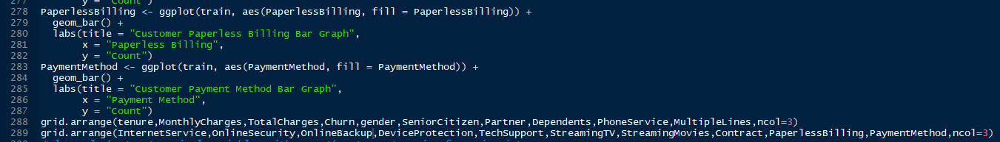 277 y = "Count")
278 PaperlessBilling <- ggplot(train, aes(PaperlessBilling, fill = PaperlessBilling)) +
279 geom_bar() +
280 labs(title = "Customer Paperless Billing Bar Graph",
281 x = "Paperless Billing",
282 y = "Count")
283 PaymentMethod <- ggplot(train, aes(PaymentMethod, fill = PaymentMethod)) +
284 geom_bar() +
285 labs(title = "Customer Payment Method Bar Graph",
286 x = "Payment Method",
287 y = "Count")
288 grid.arrange(tenure,MonthlyCharges,TotalCharges,Churn,gender,SeniorCitizen,Partner,Dependents,PhoneService,MultipleLines,ncol=3)
289 grid.arrange(InternetService,OnlineSecurity,OnlineBackup,DeviceProtection,TechSupport,StreamingTV,StreamingMovies,Contract,PaperlessBilling,PaymentMethod,ncol=3)